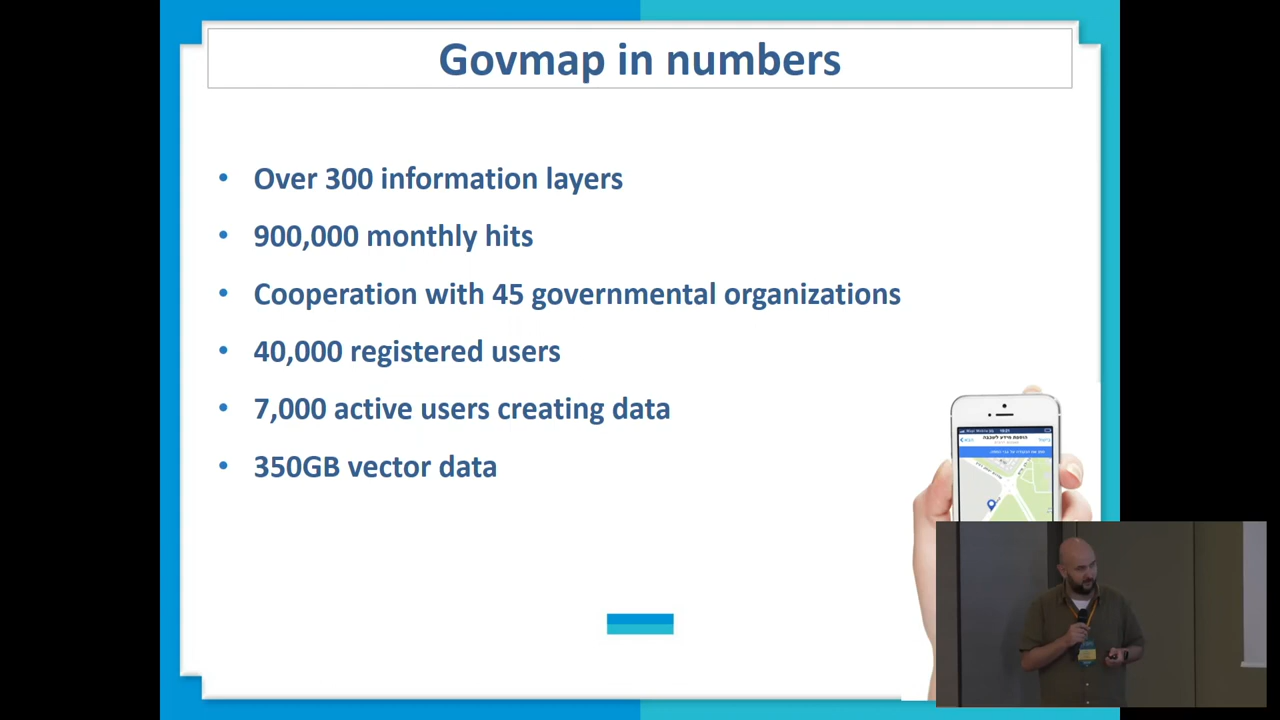 Govmap in numbers
• Over 300 information layers
• 900,000 monthly hits
• Cooperation with 45 governmental organizations
• 40,000 registered users
• 7,000 active users creating data
• 350GB vector data